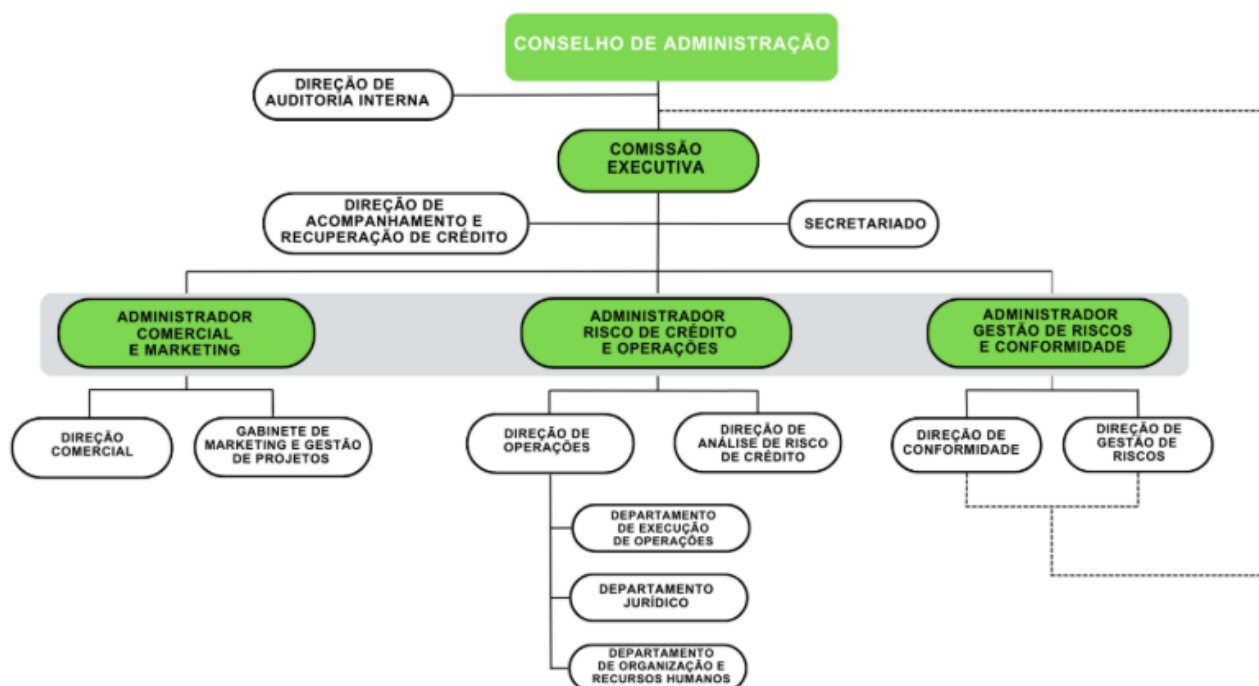 CONSELHO DE ADMINISTRAÇÃO
DIREÇÃO DE
AUDITORIA INTERNA
COMISSÃO
EXECUTIVA
DIREÇÃO DE
ACOMPANHAMENTO E
RECUPERAÇÃO DE CRÉDITO
SECRETARIADO
ADMINISTRADOR
COMERCIAL
E MARKETING
ADMINISTRADOR
RISCO DE CRÉDITO
E OPERAÇÕES
ADMINISTRADOR
GESTÃO DE RISCOS
E CONFORMIDADE
DIREÇÃO
COMERCIAL
GABINETE DE
MARKETING E GESTÃO
DE PROJETOS
DIREÇÃO DE
OPERAÇÕES
DIREÇÃO DE
ANÁLISE DE RISCO
DE CRÉDITO
DIREÇÃO DE
CONFORMIDADE
DIREÇÃO DE
GESTÃO DE
RISCOS
DEPARTAMENTO
DE EXECUÇÃO
DE OPERAÇÕES
DEPARTAMENTO
JURÍDICO
DEPARTAMENTO
DE ORGANIZAÇÃO E
RECURSOS HUMANOS